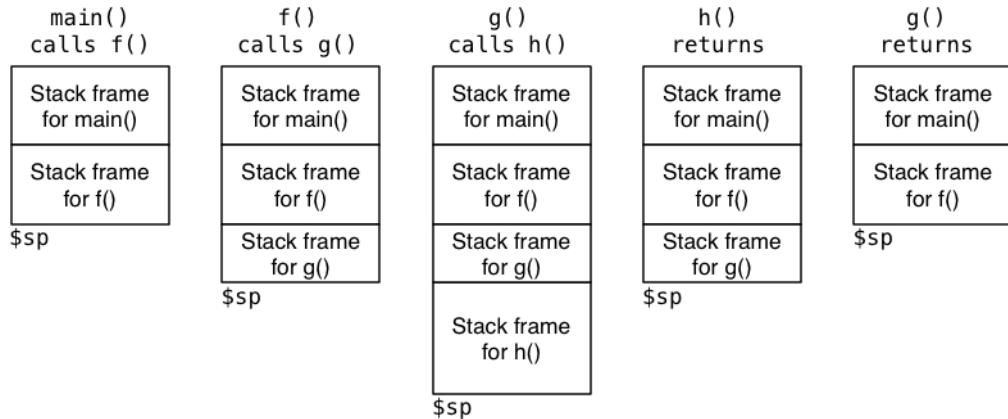 main()
calls f()
f()
calls g()
g()
calls h()
h()
returns
g()
returns
Stack frame
for main()
Stack frame
for f()
$sp
Stack frame
for main()
Stack frame
for f()
Stack frame
for g()
$sp
Stack frame
for main()
Stack frame
for f()
Stack frame
for g()
Stack frame
for h()
$sp
Stack frame
for main()
Stack frame
for f()
Stack frame
for g()
$sp
Stack frame
for main()
Stack frame
for f()
$sp